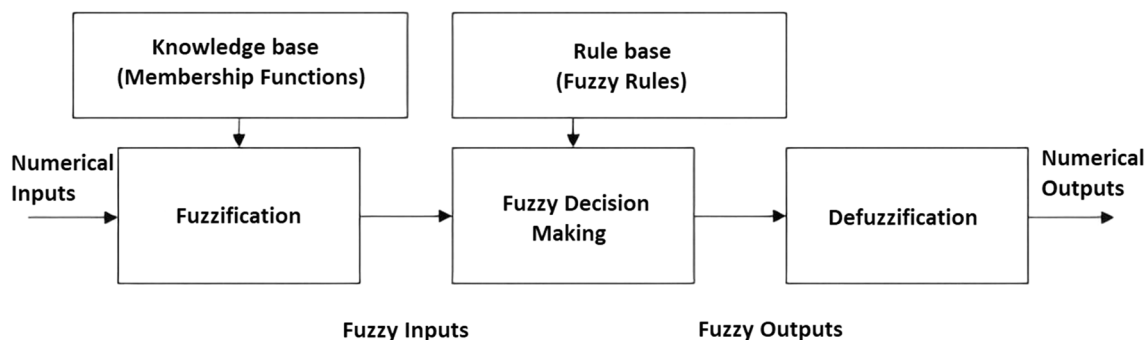 Knowledge base
(Membership Functions)
Rule base
(Fuzzy Rules)
Numerical
Inputs
Fuzzification
Fuzzy Decision
Making
Defuzzification
Numerical
Outputs
Fuzzy Inputs
Fuzzy Outputs